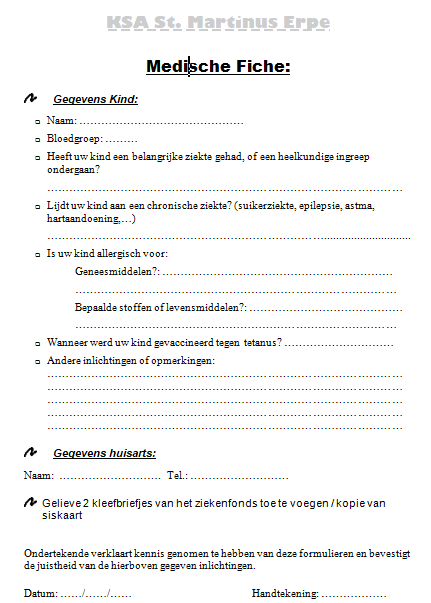 KSA St. Martinus Erpe
Medische Fiche:
Gegevens Kind:
Naam: ………………………………………
Bloedgroep: ………
Heeft uw kind een belangrijke ziekte gehad, of een heelkundige ingreep
ondergaan?
……………………………………………………………………………………
Lijdt uw kind aan een chronische ziekte? (suikerziekte, epilepsie, astma,
hartaandoening,…)
………………………………………………………………...............................
Is uw kind allergisch voor:
Geneesmiddelen?: ………………………………………………………
……………………………………………………………………………
Bepaalde stoffen of levensmiddelen?: ……………………………………
……………………………………………………………………………
Wanneer werd uw kind gevaccineerd tegen tetanus? …………………………
Andere inlichtingen of opmerkingen:
……………………………………………………………………………………
……………………………………………………………………………………
……………………………………………………………………………………
……………………………………………………………………………………
……………………………………………………………………………………
Gegevens huisarts:
Naam: ………………………. Tel.: ………………………
Gelieve 2 kleefbriefjes van het ziekenfonds toe te voegen / kopie van
siskaart
Ondertekende verklaart kennis genomen te hebben van deze formulieren en bevestigt
de juistheid van de hierboven gegeven inlichtingen.
Datum: ……/……/…… Handtekening: ………………